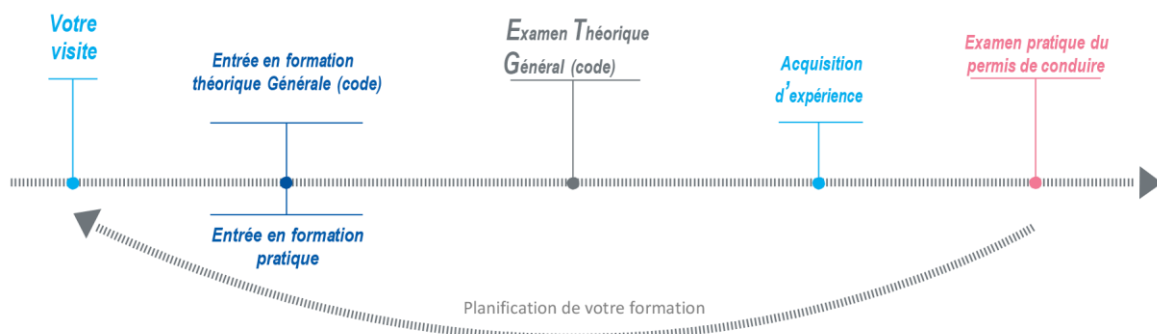 Votre
visite
Entrée en formation
théorique Générale (code)
Examen Théorique
Général (code)
Acquisition
d'expérience
Examen pratique du
permis de conduire
Entrée en formation
pratique
Planification de votre formation